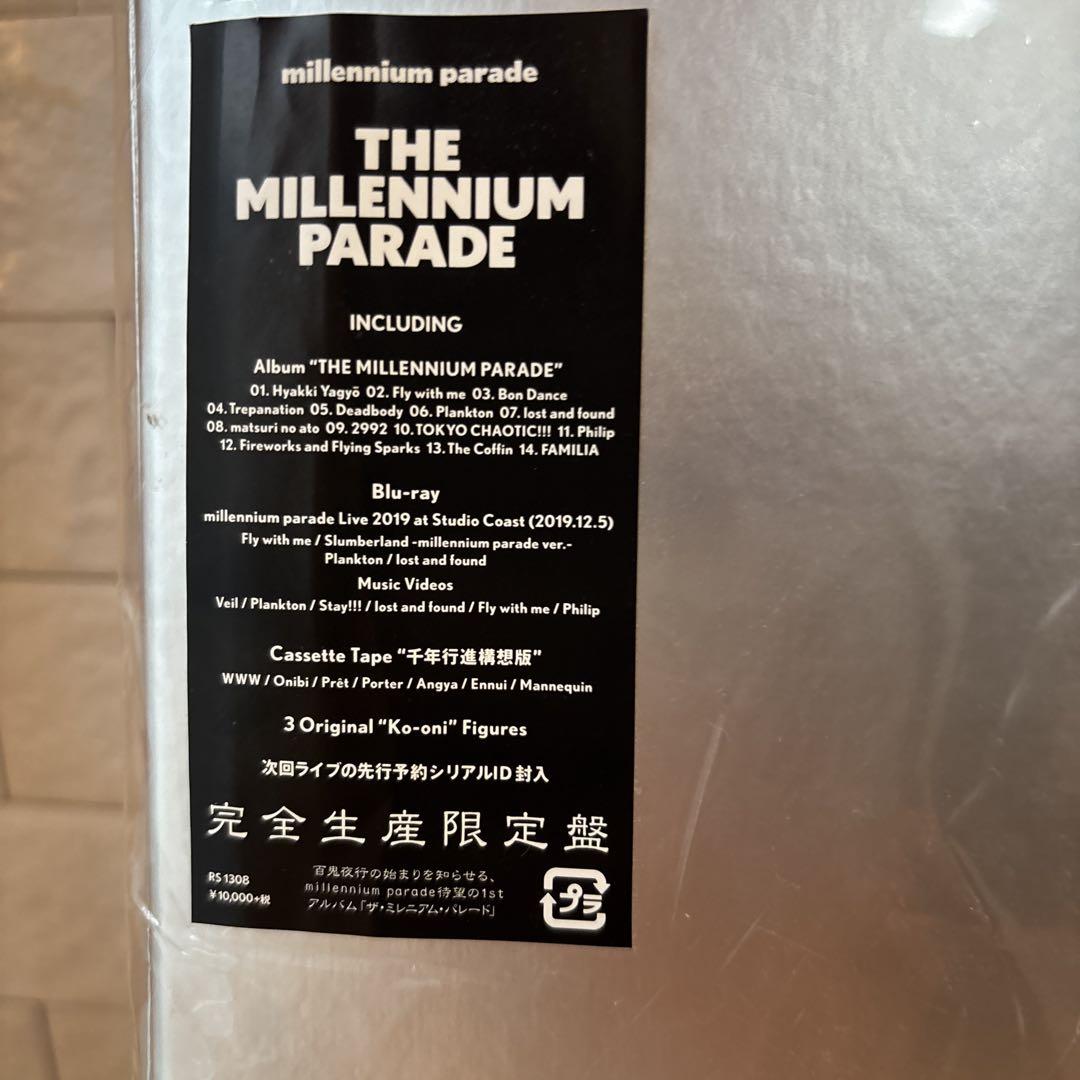 millennium parade
THE
MILLENNIUM
PARADE
INCLUDING
Album "THE MILLENNIUM PARADE"
01. Hyakki Yagyō 02. Fly with me 03. Bon Dance
04. Trepanation 05. Deadbody 06. Plankton 07. lost and found
08. matsuri no ato 09. 2992 10. TOKYO CHAOTIC!!! 11. Philip
12. Fireworks and Flying Sparks 13. The Coffin 14. FAMILIA
Blu-ray
millennium parade Live 2019 at Studio Coast (2019.12.5)
Fly with me / Slumberland -millennium parade ver.-
Plankton / lost and found
Music Videos
Veil / Plankton / Stay!!! / lost and found / Fly with me / Philip
Cassette Tape "千年行進構想版"
WWW / Onibi / Prêt / Porter / Angya / Ennui / Mannequin
3 Original "Ko-oni" Figures
次回ライブの先行予約シリアルID封入
完全生産限定盤
RS 1308
¥10,000+税
百鬼夜行の始まりを知らせる、
millennium parade待望の1st
アルバム「ザ・ミレニアム・パレード」
プラ